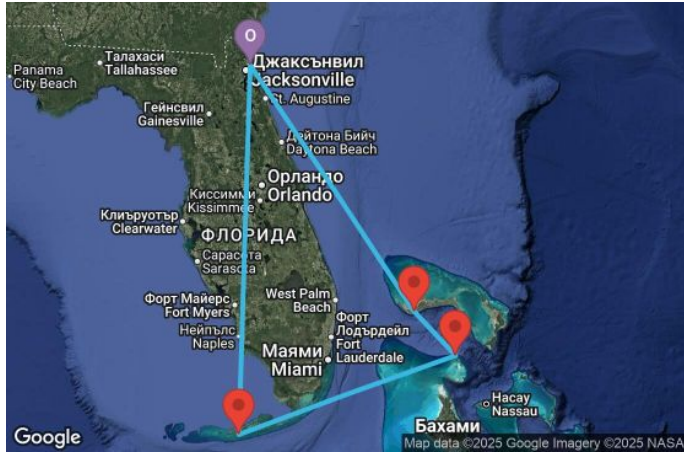 O
Талахаси
Tallahassee
Panama
City Beach
Джаксънвил
Jacksonville
St. Augustine
Гейнсвил
Gainesville
Дейтона Бийч
Daytona Beach
Орландо
Orlando
Киссимми
Kissimmee
Клиъруотър
Clearwater
ФЛОРИДА
Сарасота
Sarasota
Форт Майерс
Fort Myers
West Palm
Beach
Нейпълс
Naples
Форт
Лодърдейл
Fort
Lauderdale
Маями
Miami
Насау
Nassau
Бахами
Google
Map data ©2025 Google Imagery ©2025 NASA